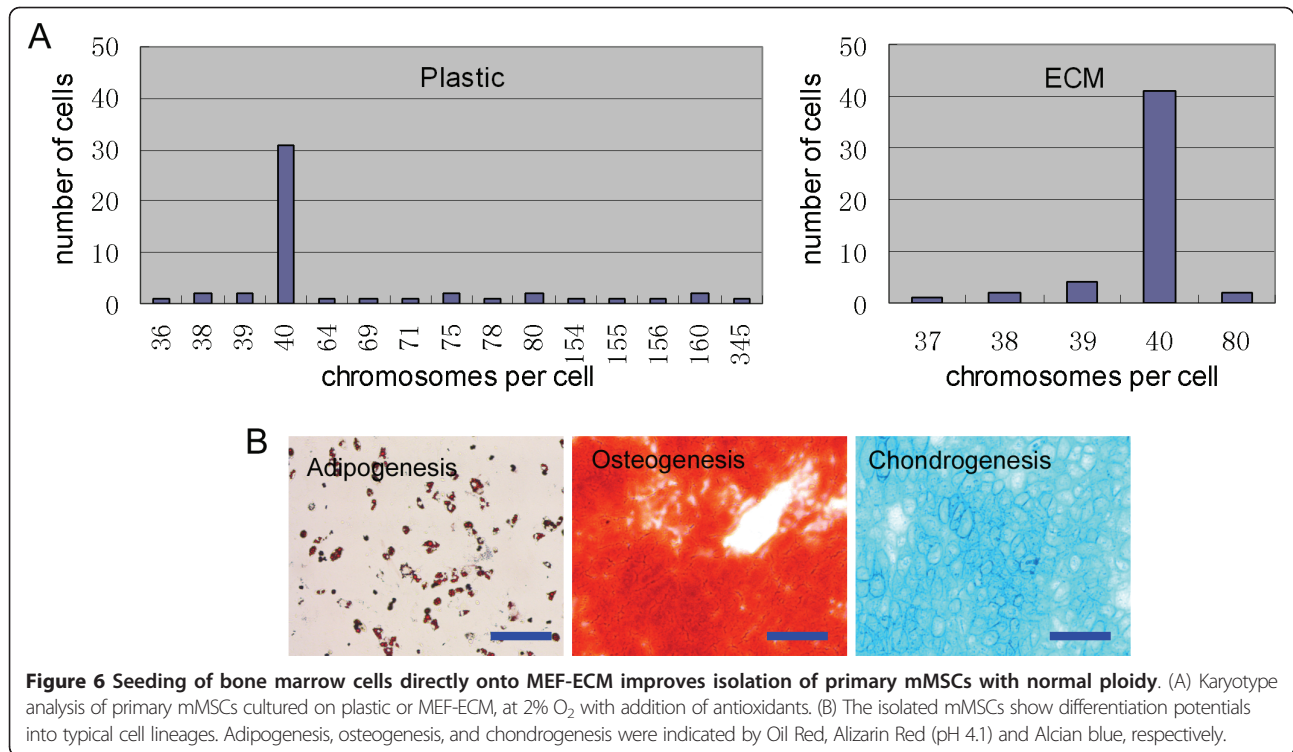 A
Plastic
number of cells
50
40
30
20
10
0
36 38 39 40 64 69 71 75 78 80 154 155 156 160 345
chromosomes per cell
ECM
number of cells
50
40
30
20
10
0
37 38 39 40 80
chromosomes per cell
B
Adipogenesis
Osteogenesis
Chondrogenesis
Figure 6 Seeding of bone marrow cells directly onto MEF-ECM improves isolation of primary mMSCs with normal ploidy. (A) Karyotype
analysis of primary mMSCs cultured on plastic or MEF-ECM, at 2% O₂ with addition of antioxidants. (B) The isolated mMSCs show differentiation potentials
into typical cell lineages. Adipogenesis, osteogenesis, and chondrogenesis were indicated by Oil Red, Alizarin Red (pH 4.1) and Alcian blue, respectively.